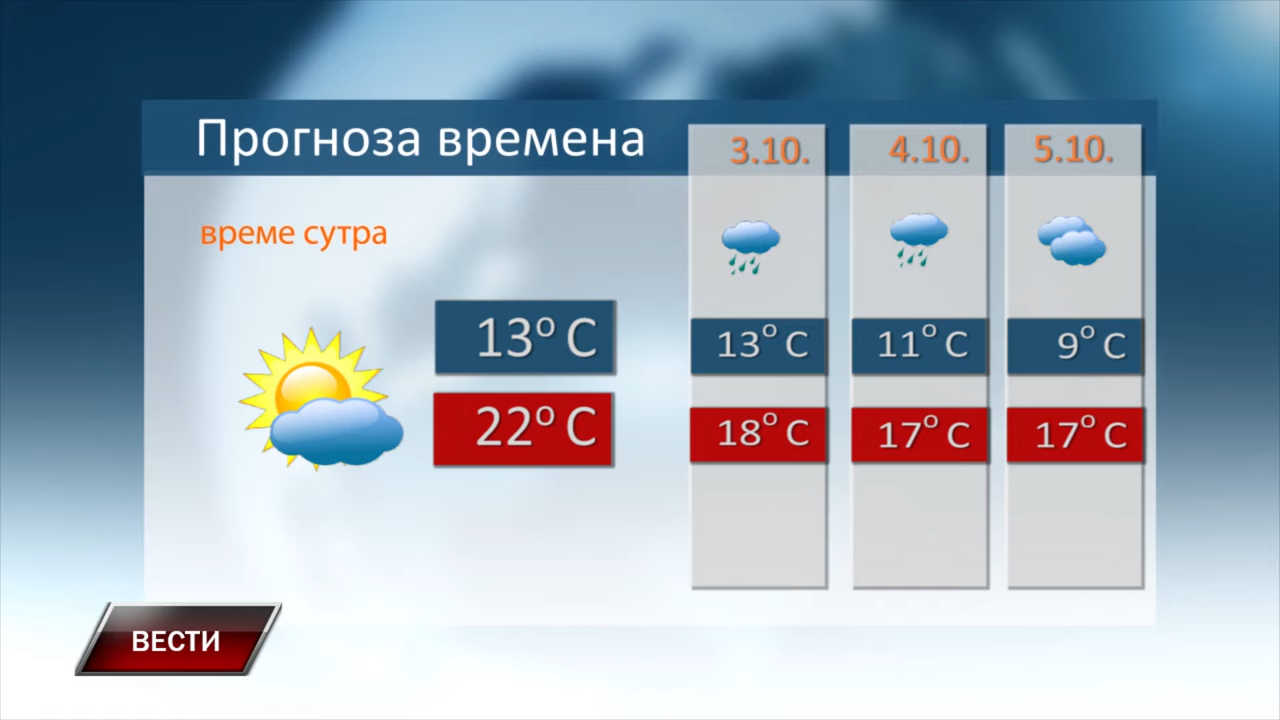 Прогноза времена
време сутра
13° C
22° C
3.10.
13° C
18° C
4.10.
11° C
17° C
5.10.
9° C
17° C
ВЕСТИ